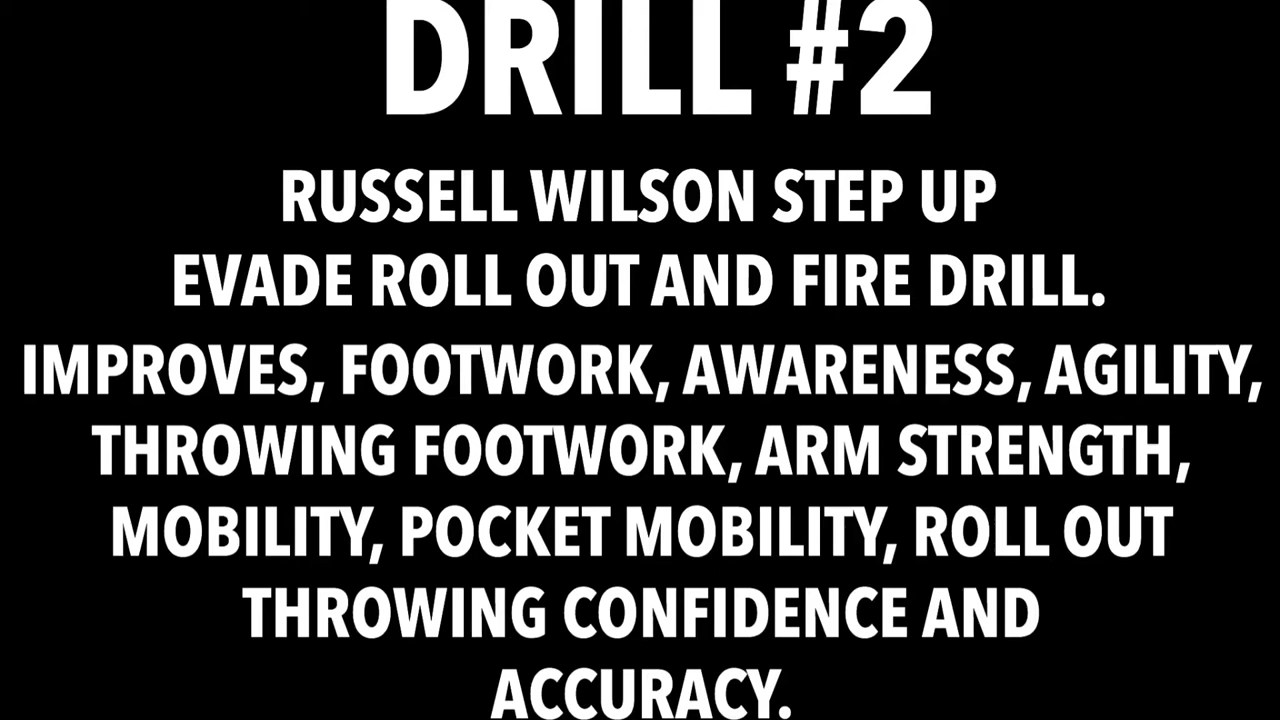 DRILL #2
RUSSELL WILSON STEP UP
EVADE ROLL OUT AND FIRE DRILL.
IMPROVES, FOOTWORK, AWARENESS, AGILITY,
THROWING FOOTWORK, ARM STRENGTH,
MOBILITY, POCKET MOBILITY, ROLL OUT
THROWING CONFIDENCE AND
ACCURACY.